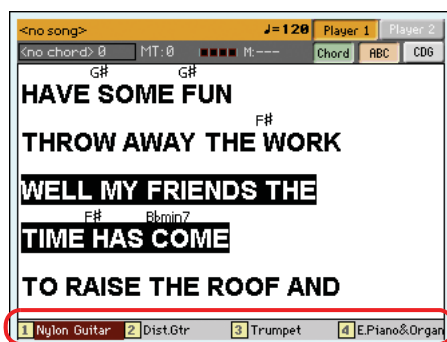 <no song> ♩=120 Player 1 Player 2
<no chord> 0 MT:0 M:--- Chord ABC CDG
G# G#
HAVE SOME FUN
F#
THROW AWAY THE WORK
WELL MY FRIENDS THE
F# Bbmin7
TIME HAS COME
TO RAISE THE ROOF AND
1 Nylon Guitar 2 Dist.Gtr 3 Trumpet 4 E.Piano&Organ